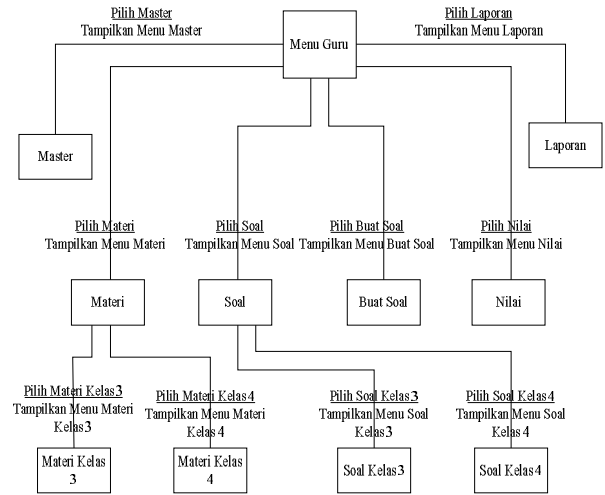 Pilih Master
Tampilkan Menu Master
Pilih Laporan
Tampilkan Menu Laporan
Menu Guru
Master
Laporan
Pilih Materi
Tampilkan Menu Materi
Pilih Soal
Tampilkan Menu Soal
Pilih Buat Soal
Tampilkan Menu Buat Soal
Pilih Nilai
Tampilkan Menu Nilai
Materi
Soal
Buat Soal
Nilai
Pilih Materi Kelas 3
Tampilkan Menu Materi
Kelas 3
Pilih Materi Kelas 4
Tampilkan Menu Materi
Kelas 4
Pilih Soal Kelas 3
Tampilkan Menu Soal
Kelas 3
Pilih Soal Kelas 4
Tampilkan Menu Soal
Kelas 4
Materi Kelas
3
Materi Kelas
4
Soal Kelas 3
Soal Kelas 4